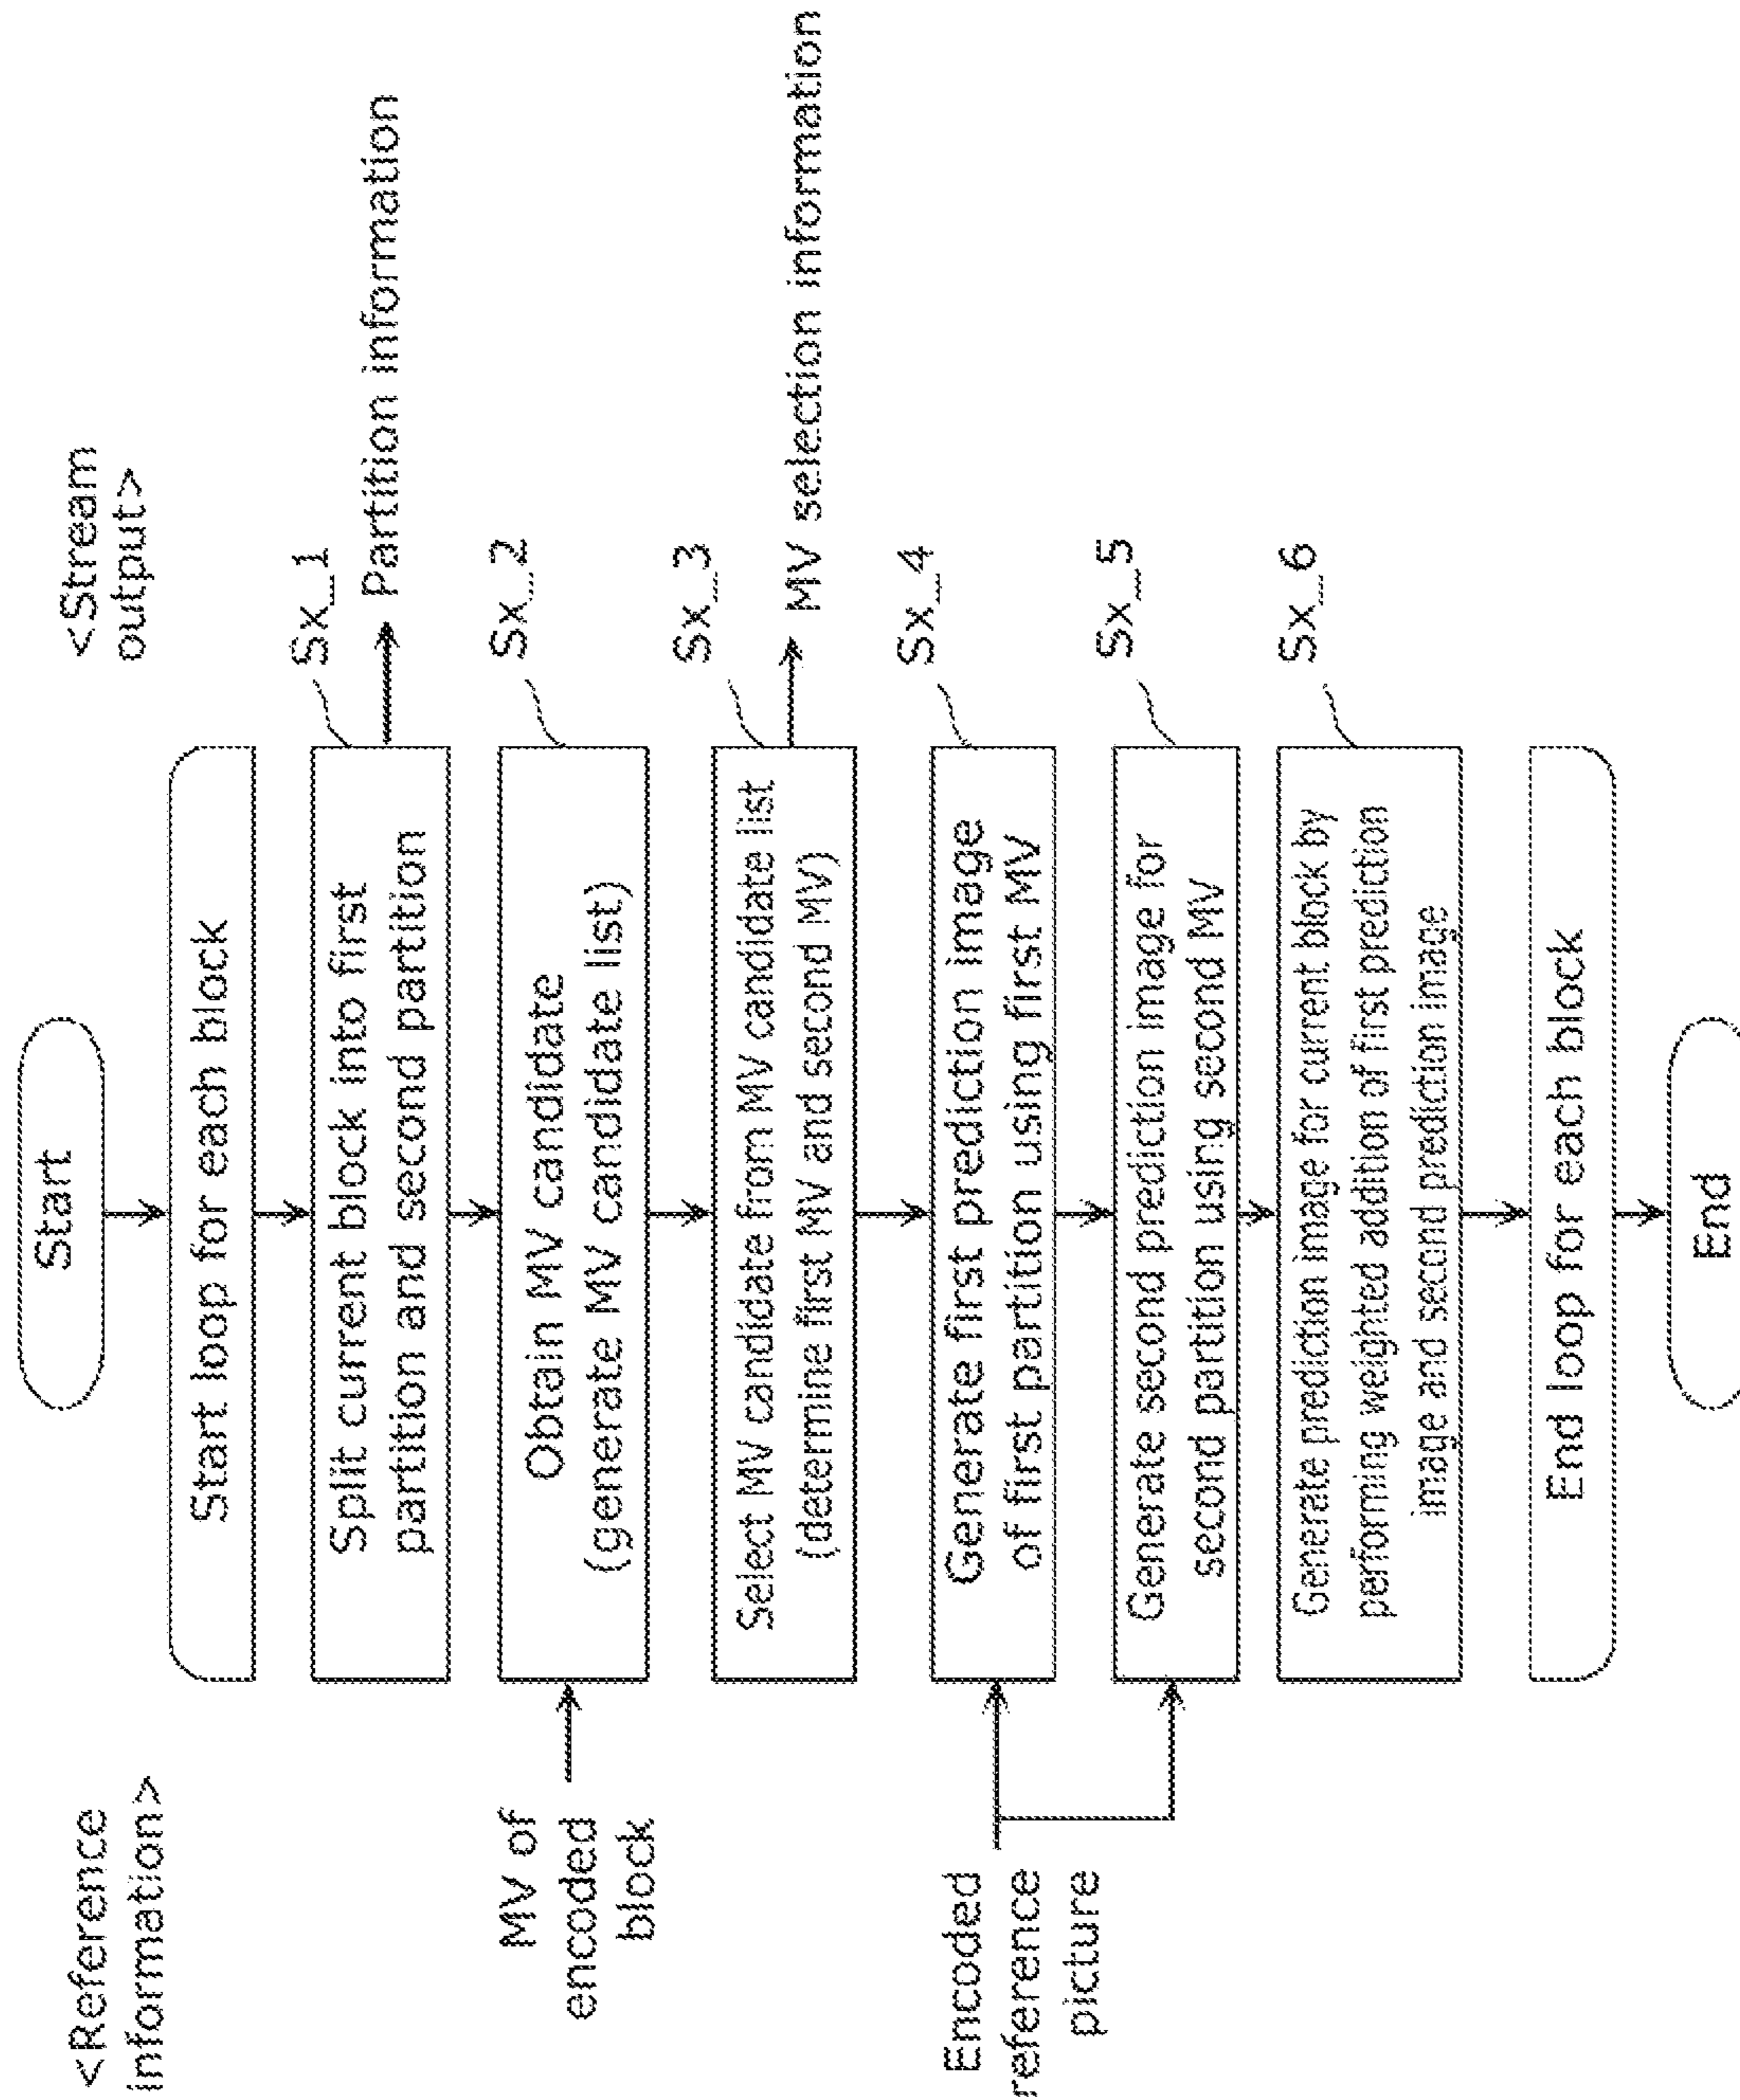 <Reference
information>
<Stream
output>
Start
Start loop for each block
Split current block into first
partition and second partition
Sx_1
Partition information
MV of
encoded
block
Obtain MV candidate
(generate MV candidate list)
Sx_2
Select MV candidate from MV candidate list
(determine first MV and second MV)
Sx_3
MV selection information
Encoded
reference
picture
Generate first prediction image
of first partition using first MV
Sx_4
Generate second prediction image for
second partition using second MV
Sx_5
Generate prediction image for current block by
performing weighted addition of first prediction
image and second prediction image
Sx_6
End loop for each block
End